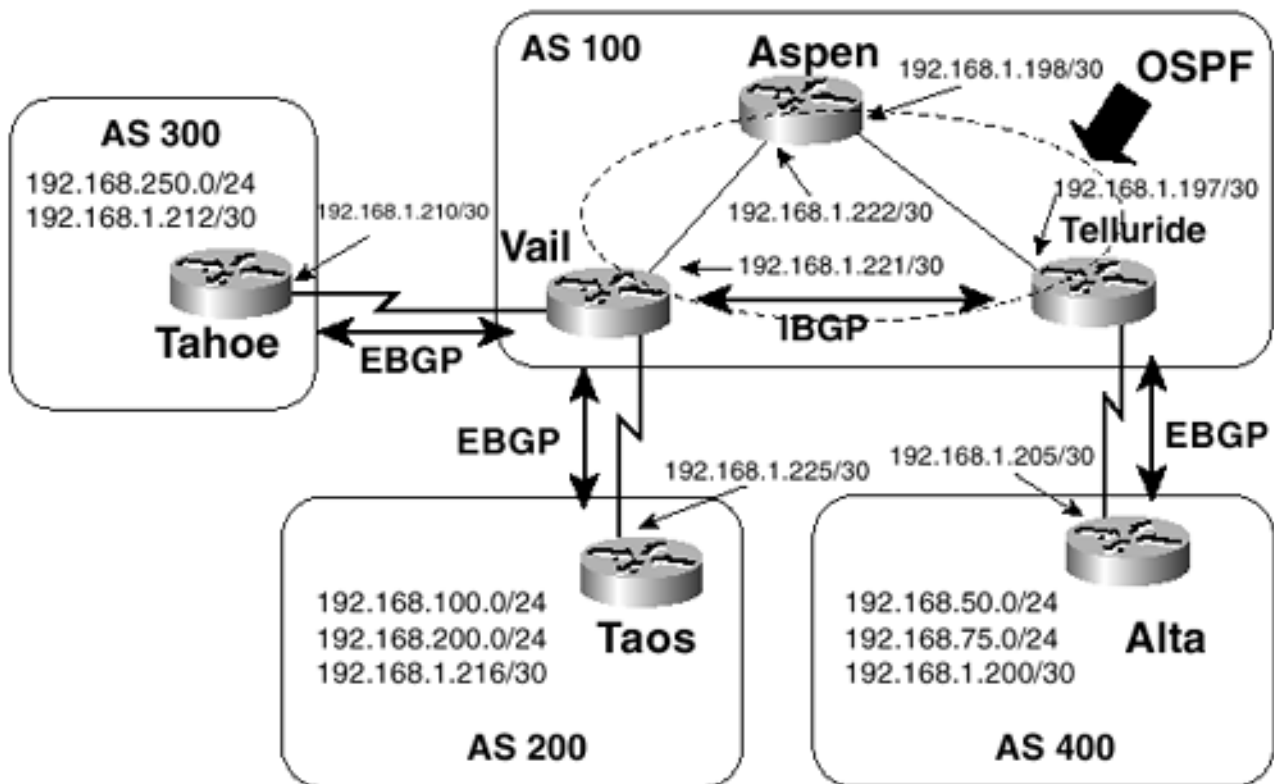 AS 100
Aspen
192.168.1.198/30
OSPF
AS 300
192.168.250.0/24
192.168.1.212/30
192.168.1.210/30
192.168.1.197/30
192.168.1.222/30
Telluride
Vail
192.168.1.221/30
IBGP
Tahoe
EBGP
EBGP
EBGP
192.168.1.225/30
192.168.1.205/30
192.168.100.0/24
192.168.200.0/24
192.168.1.216/30
Taos
AS 200
192.168.50.0/24
192.168.75.0/24
192.168.1.200/30
Alta
AS 400